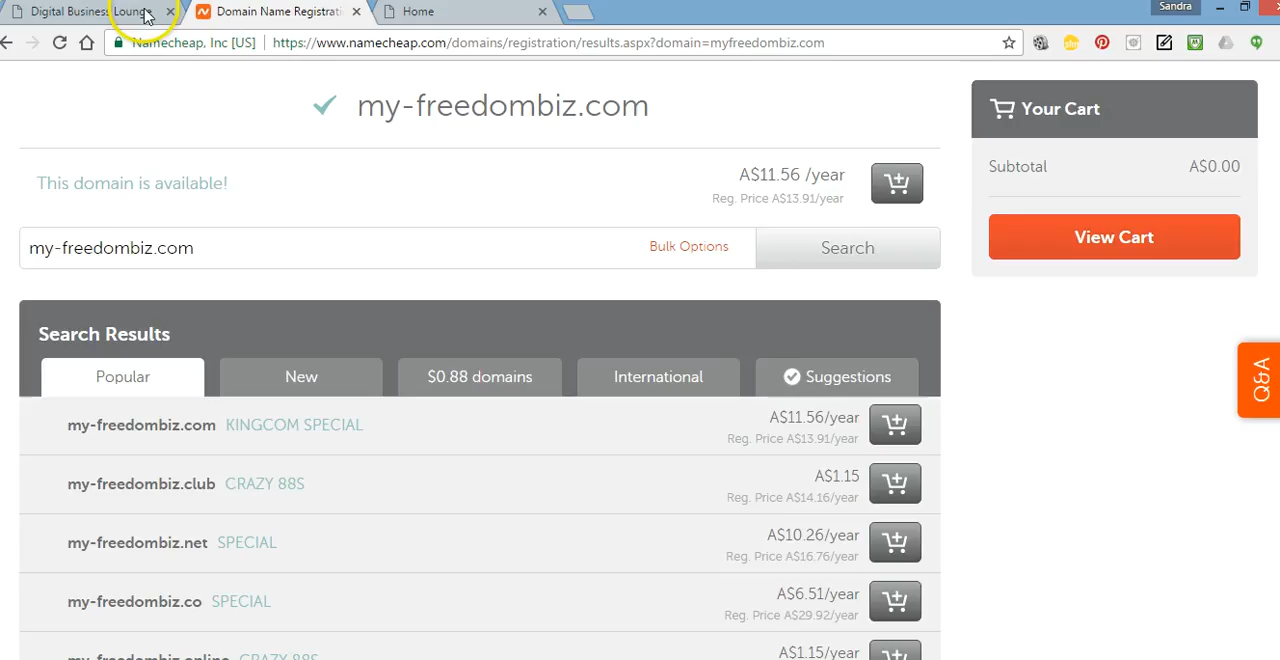 Digital Business Lounge
Domain Name Registrati
Home
Sandra
Namecheap, Inc [US]
https://www.namecheap.com/domains/registration/results.aspx?domain=myfreedombiz.com
my-freedombiz.com
This domain is available!
A$11.56 /year
Reg. Price A$13.91/year
my-freedombiz.com
Bulk Options
Search
Your Cart
Subtotal
A$0.00
View Cart
Q&A
Search Results
Popular
New
$0.88 domains
International
Suggestions
my-freedombiz.com KINGCOM SPECIAL
A$11.56/year
Reg. Price A$13.91/year
my-freedombiz.club CRAZY 88S
A$1.15
Reg. Price A$14.16/year
my-freedombiz.net SPECIAL
A$10.26/year
Reg. Price A$16.76/year
my-freedombiz.co SPECIAL
A$6.51/year
Reg. Price A$29.92/year
my-freedombiz.online CRAZY 88S
A$1.15/year